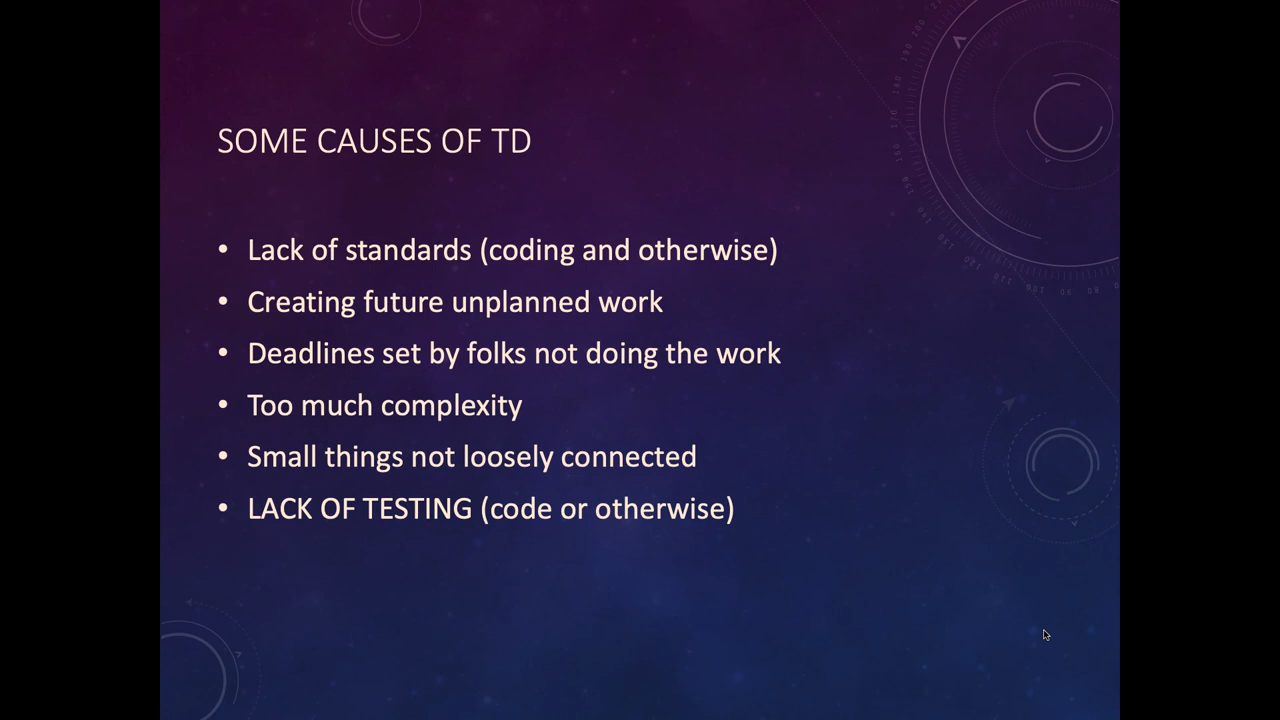 SOME CAUSES OF TD
• Lack of standards (coding and otherwise)
• Creating future unplanned work
• Deadlines set by folks not doing the work
• Too much complexity
• Small things not loosely connected
• LACK OF TESTING (code or otherwise)